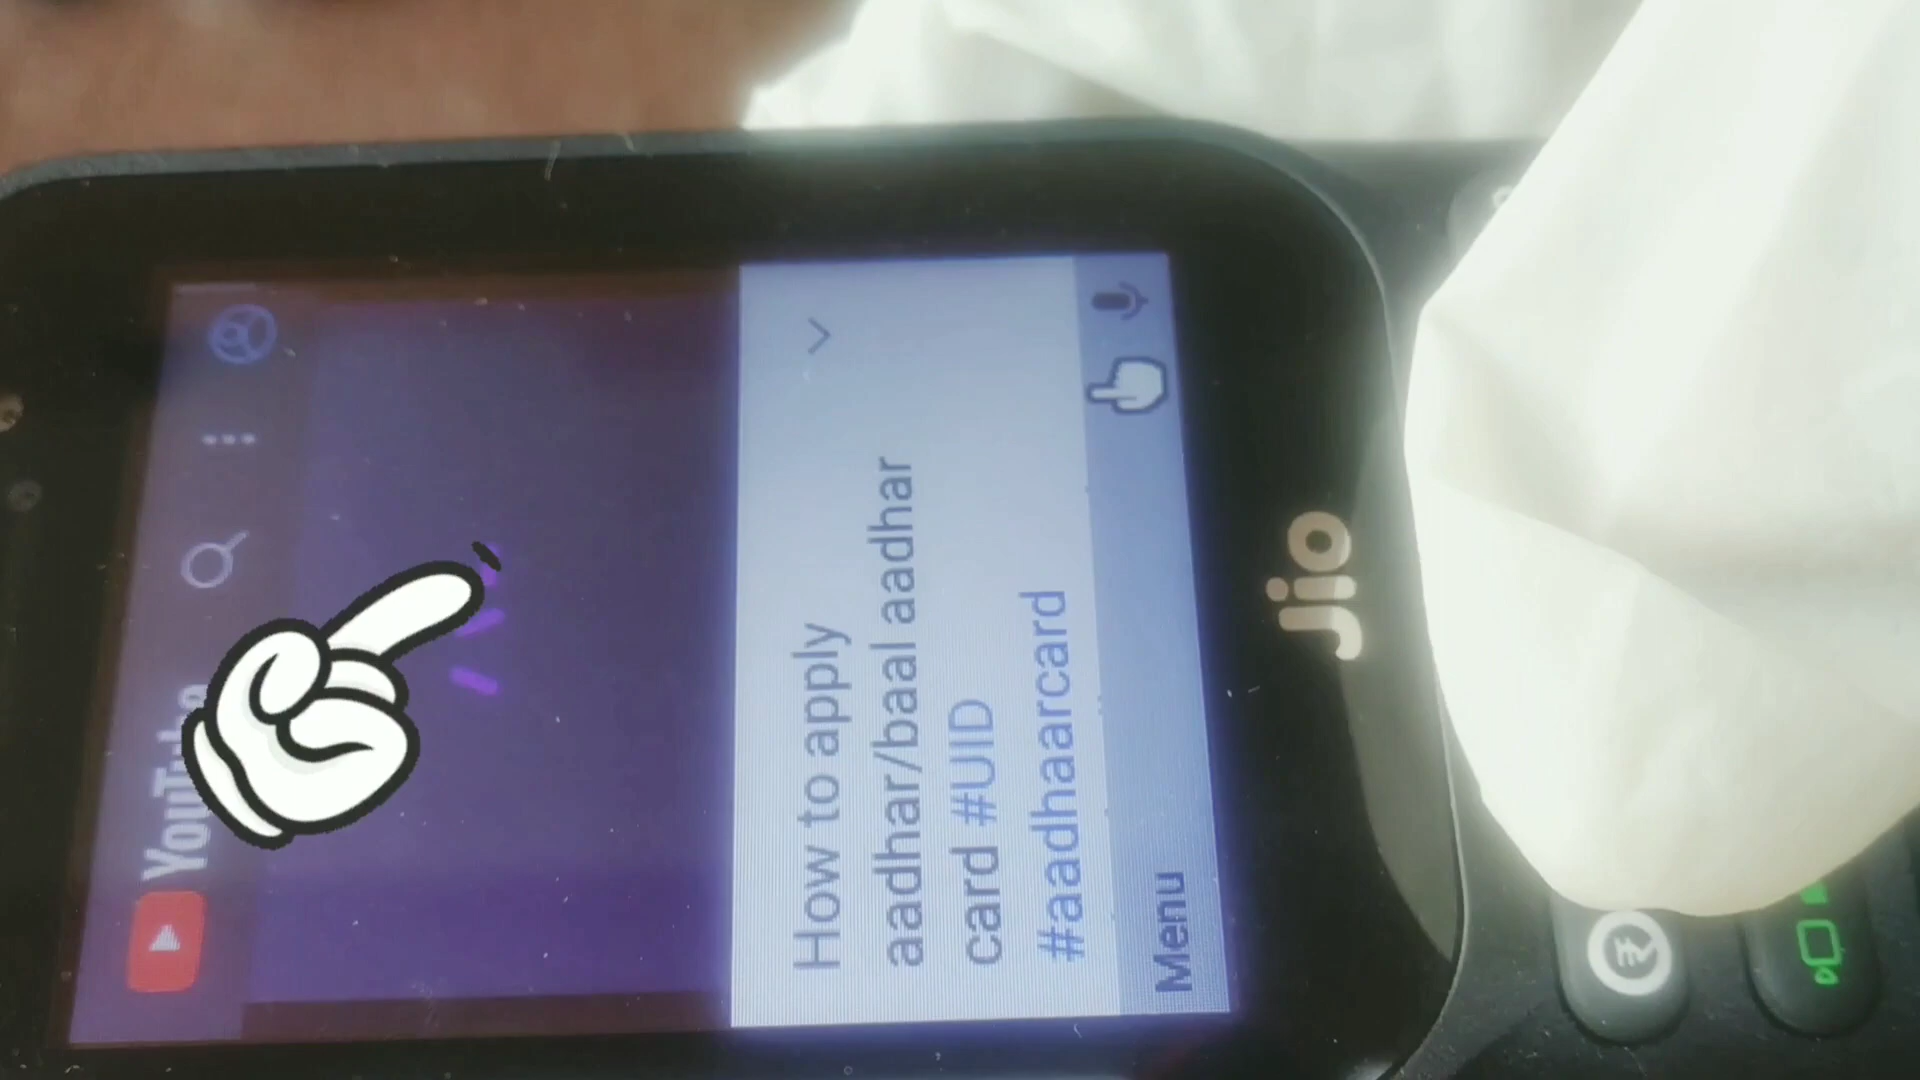 YouTube
How to apply
aadhar/baal aadhar
card #UID
#aadhaarcard
Menu
Jio
₹